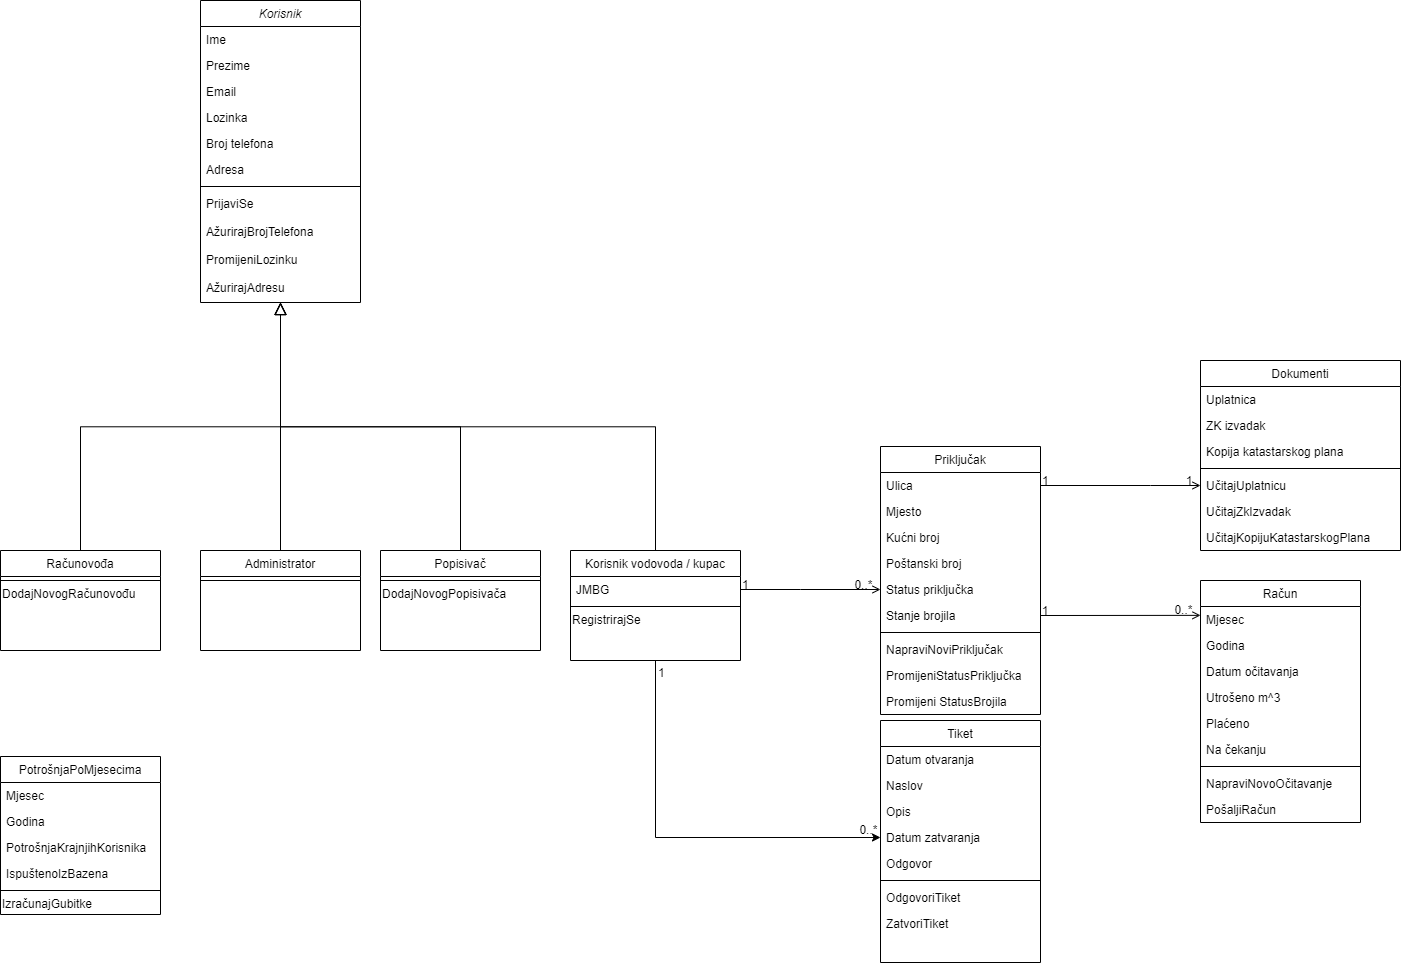 Korisnik
Ime
Prezime
Email
Lozinka
Broj telefona
Adresa
PrijaviSe
AžurirajBrojTelefona
PromijeniLozinku
AžurirajAdresu
Računovođa
DodajNovogRačunovođu
Administrator
Popisivač
DodajNovogPopisivača
Korisnik vodovoda / kupac
JMBG
RegistrirajSe
1
0..*
1
0..*
Priključak
Ulica
Mjesto
Kućni broj
Poštanski broj
Status priključka
Stanje brojila
NapraviNoviPriključak
PromijeniStatusPriključka
Promijeni StatusBrojila
1
1
1
0..*
Dokumenti
Uplatnica
ZK izvadak
Kopija katastarskog plana
UčitajUplatnicu
UčitajZkIzvadak
UčitajKopijuKatastarskogPlana
Račun
Mjesec
Godina
Datum očitavanja
Utrošeno m^3
Plaćeno
Na čekanju
NapraviNovoOčitavanje
PošaljiRačun
Tiket
Datum otvaranja
Naslov
Opis
Datum zatvaranja
Odgovor
OdgovoriTiket
ZatvoriTiket
PotrošnjaPoMjesecima
Mjesec
Godina
PotrošnjaKrajnjihKorisnika
IspuštenoIzBazena
IzračunajGubitke